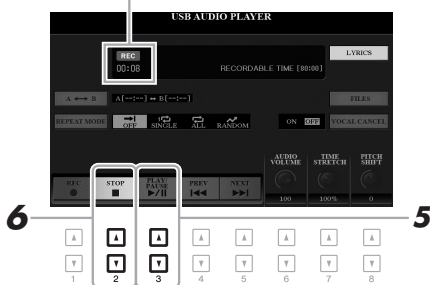 USB AUDIO PLAYER
REC
00:08
RECORDABLE TIME [80:00]
LYRICS
A ↔ B
A[--:--] ↔ B[--:--]
FILES
REPEAT MODE
OFF
SINGLE
ALL
RANDOM
ON OFF
VOCAL CANCEL
AUDIO VOLUME
TIME STRETCH
PITCH SHIFT
REC
STOP
PLAY/PAUSE
PREV
NEXT
100
100%
0
6
5
1 2 3 4 5 6 7 8